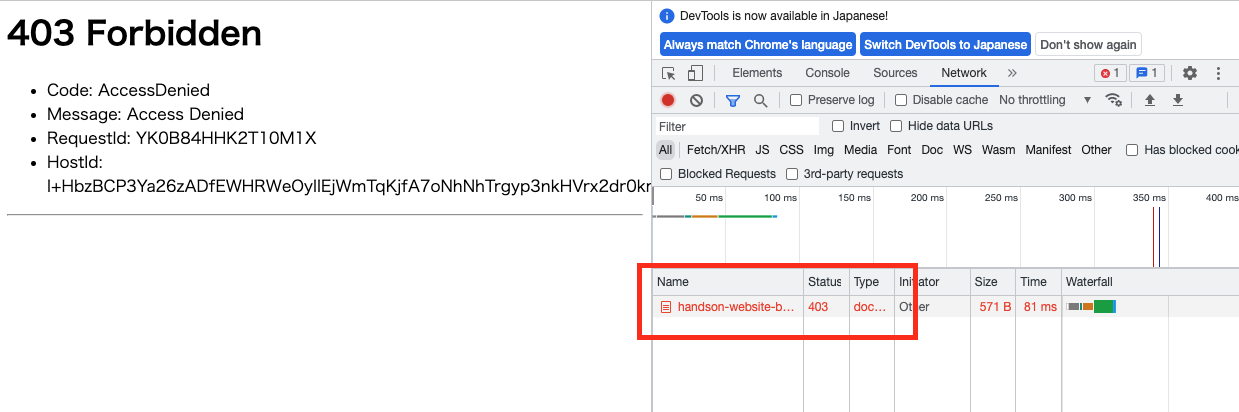 403 Forbidden
Code: AccessDenied
Message: Access Denied
RequestId: YK0B84HHK2T10M1X
HostId:
DevTools is now available in Japanese!
Always match Chrome's language
Switch DevTools to Japanese
Don't show again
Elements
Console
Sources
Network
1
1
Preserve log
Disable cache
No throttling
Filter
Invert
Hide data URLs
All
Fetch/XHR
JS
CSS
Img
Media
Font
Doc
WS
Wasm
Manifest
Other
Has blocked cook
Blocked Requests
3rd-party requests
50 ms
100 ms
150 ms
200 ms
250 ms
300 ms
350 ms
400 ms
Name
Status
Type
Initiator
Size
Time
Waterfall
handson-website-b...
403
doc...
Other
571 B
81 ms